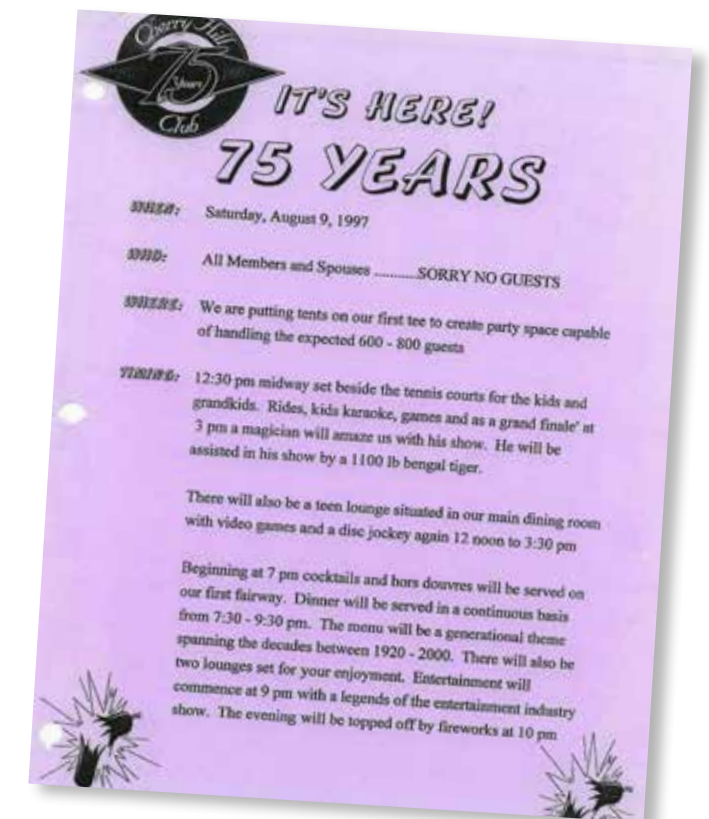 Cherry Hill
75
Years
Club
IT'S HERE!
75 YEARS
WHEN: Saturday, August 9, 1997
WHO: All Members and Spouses ..........SORRY NO GUESTS
WHERE: We are putting tents on our first tee to create party space capable
of handling the expected 600 - 800 guests
TIMING: 12:30 pm midway set beside the tennis courts for the kids and
grandkids. Rides, kids karaoke, games and as a grand finale' at
3 pm a magician will amaze us with his show. He will be
assisted in his show by a 1100 lb bengal tiger.
There will also be a teen lounge situated in our main dining room
with video games and a disc jockey again 12 noon to 3:30 pm
Beginning at 7 pm cocktails and hors douvres will be served on
our first fairway. Dinner will be served in a continuous basis
from 7:30 - 9:30 pm. The menu will be a generational theme
spanning the decades between 1920 - 2000. There will also be
two lounges set for your enjoyment. Entertainment will
commence at 9 pm with a legends of the entertainment industry
show. The evening will be topped off by fireworks at 10 pm